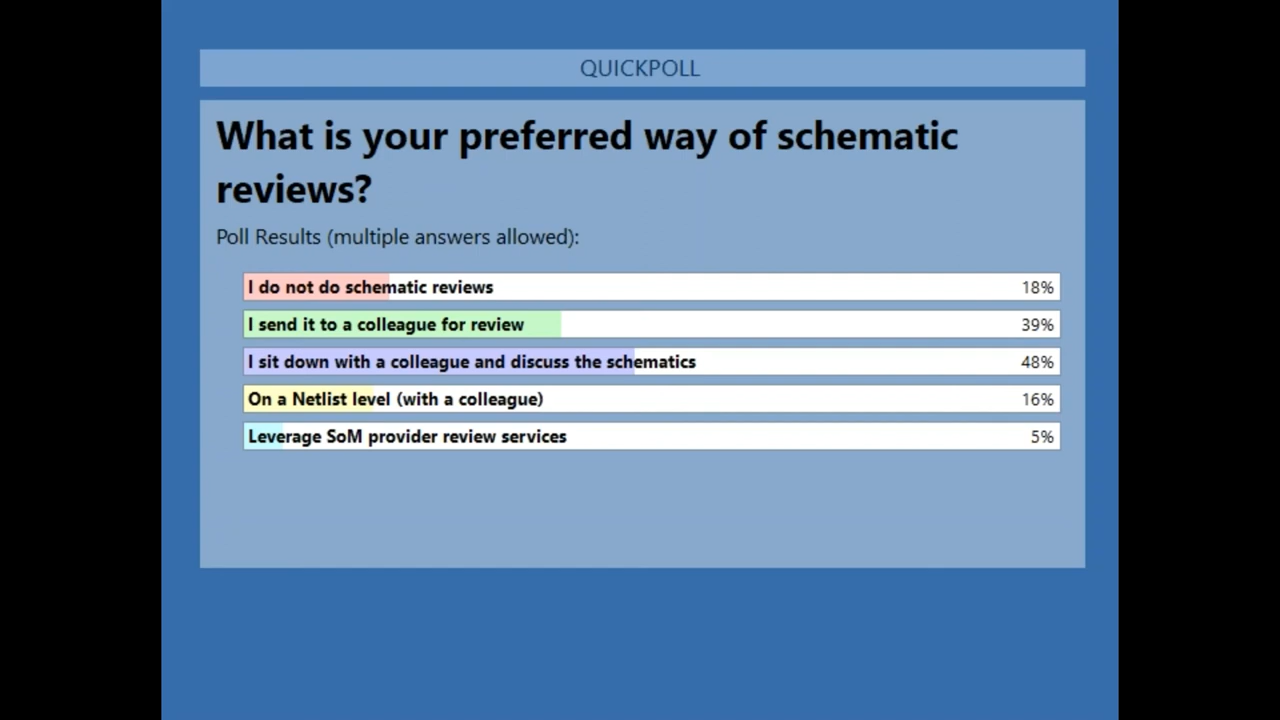 QUICKPOLL
What is your preferred way of schematic
reviews?
Poll Results (multiple answers allowed):
I do not do schematic reviews 18%
I send it to a colleague for review 39%
I sit down with a colleague and discuss the schematics 48%
On a Netlist level (with a colleague) 16%
Leverage SoM provider review services 5%